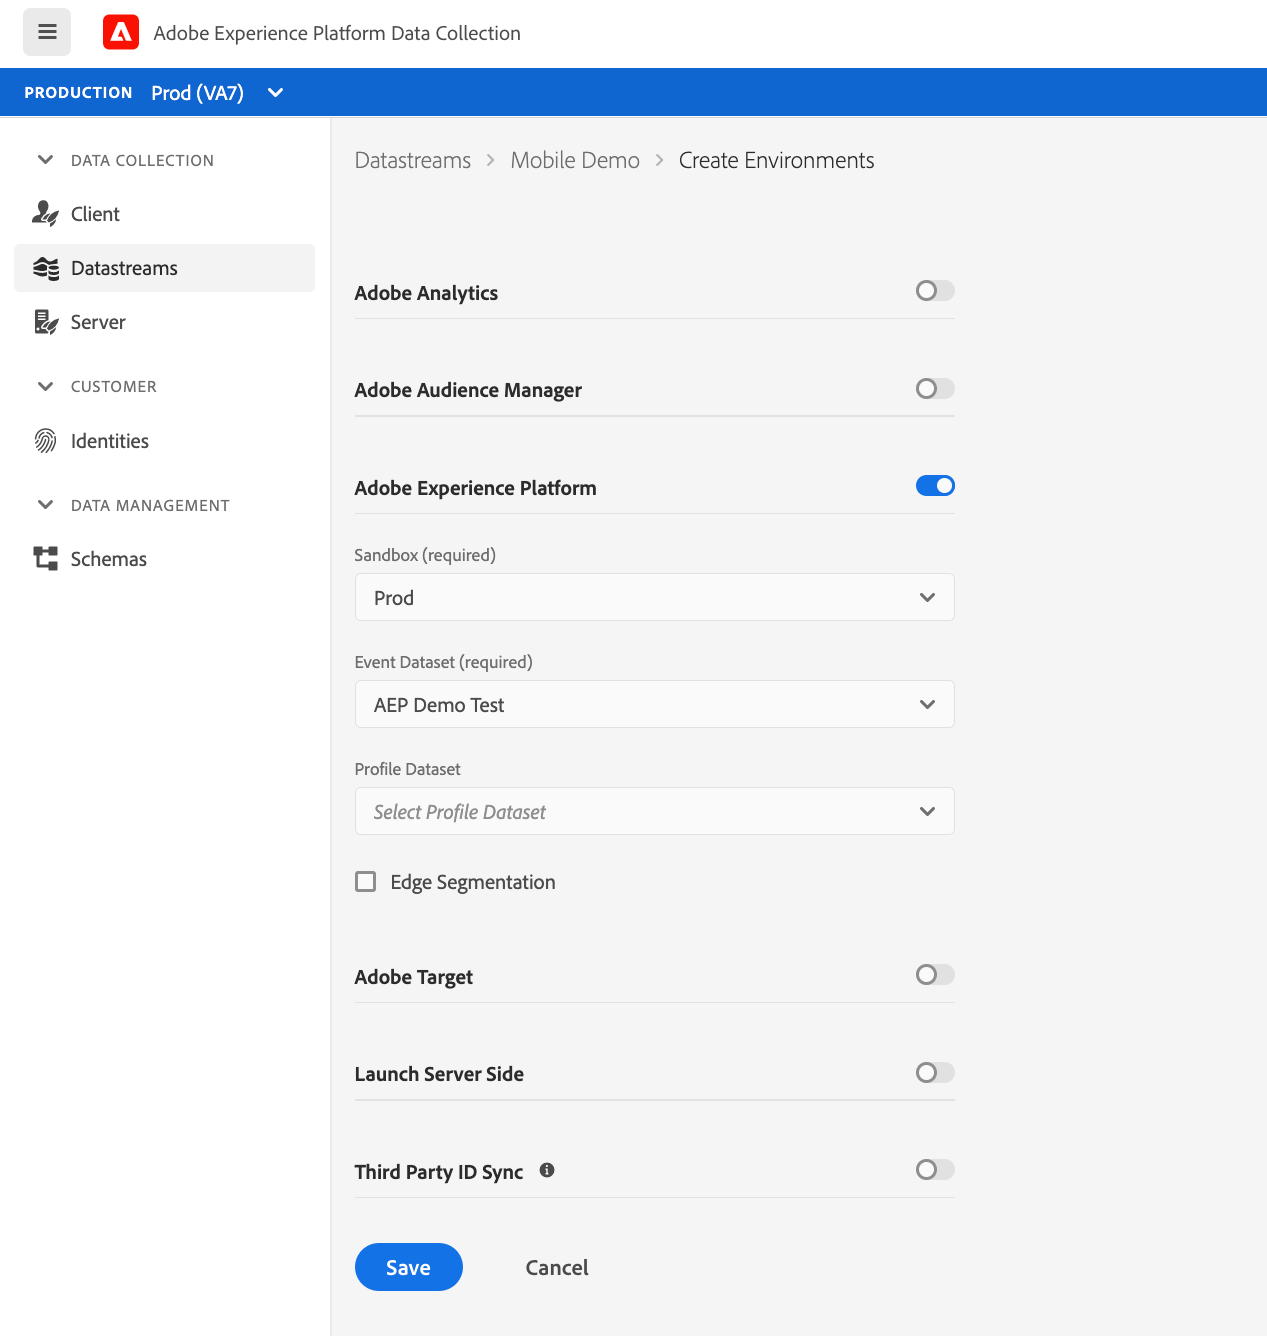 Adobe Experience Platform Data Collection
PRODUCTION Prod (VA7)
DATA COLLECTION
Client
Datastreams
Server
CUSTOMER
Identities
DATA MANAGEMENT
Schemas
Datastreams > Mobile Demo > Create Environments
Adobe Analytics
Adobe Audience Manager
Adobe Experience Platform
Sandbox (required)
Prod
Event Dataset (required)
AEP Demo Test
Profile Dataset
Select Profile Dataset
Edge Segmentation
Adobe Target
Launch Server Side
Third Party ID Sync
Save Cancel